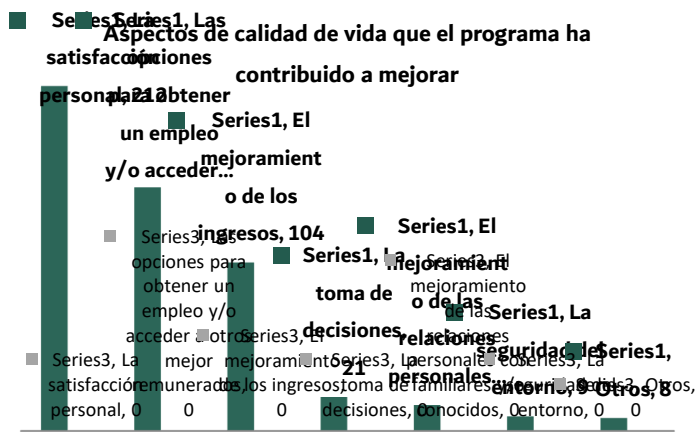 Aspectos de calidad de vida que el programa ha
contribuido a mejorar
Series1, La
satisfacción
personal, 212
Series1, Las
opciones
para obtener
un empleo
y/o acceder...
Series1, El
mejoramient
o de los
ingresos, 104
Series1, La
toma de
decisiones,
21
Series1, El
mejoramient
o de las
relaciones
personales...
Series1, La
seguridad del
entorno, 9
Series1,
Otros, 8
Series3, La
satisfacción
personal, 0
Series3, Las
opciones para
obtener un
empleo y/o
acceder a otro
mejor
remunerado,
0
Series3, El
mejoramiento
de los ingresos,
0
Series3, La
toma de
decisiones, 0
Series3, El
mejoramiento
de las
relaciones
personales con
familiares y/o
conocidos, 0
Series3, La
seguridad del
entorno, 0
Series3, Otros,
0